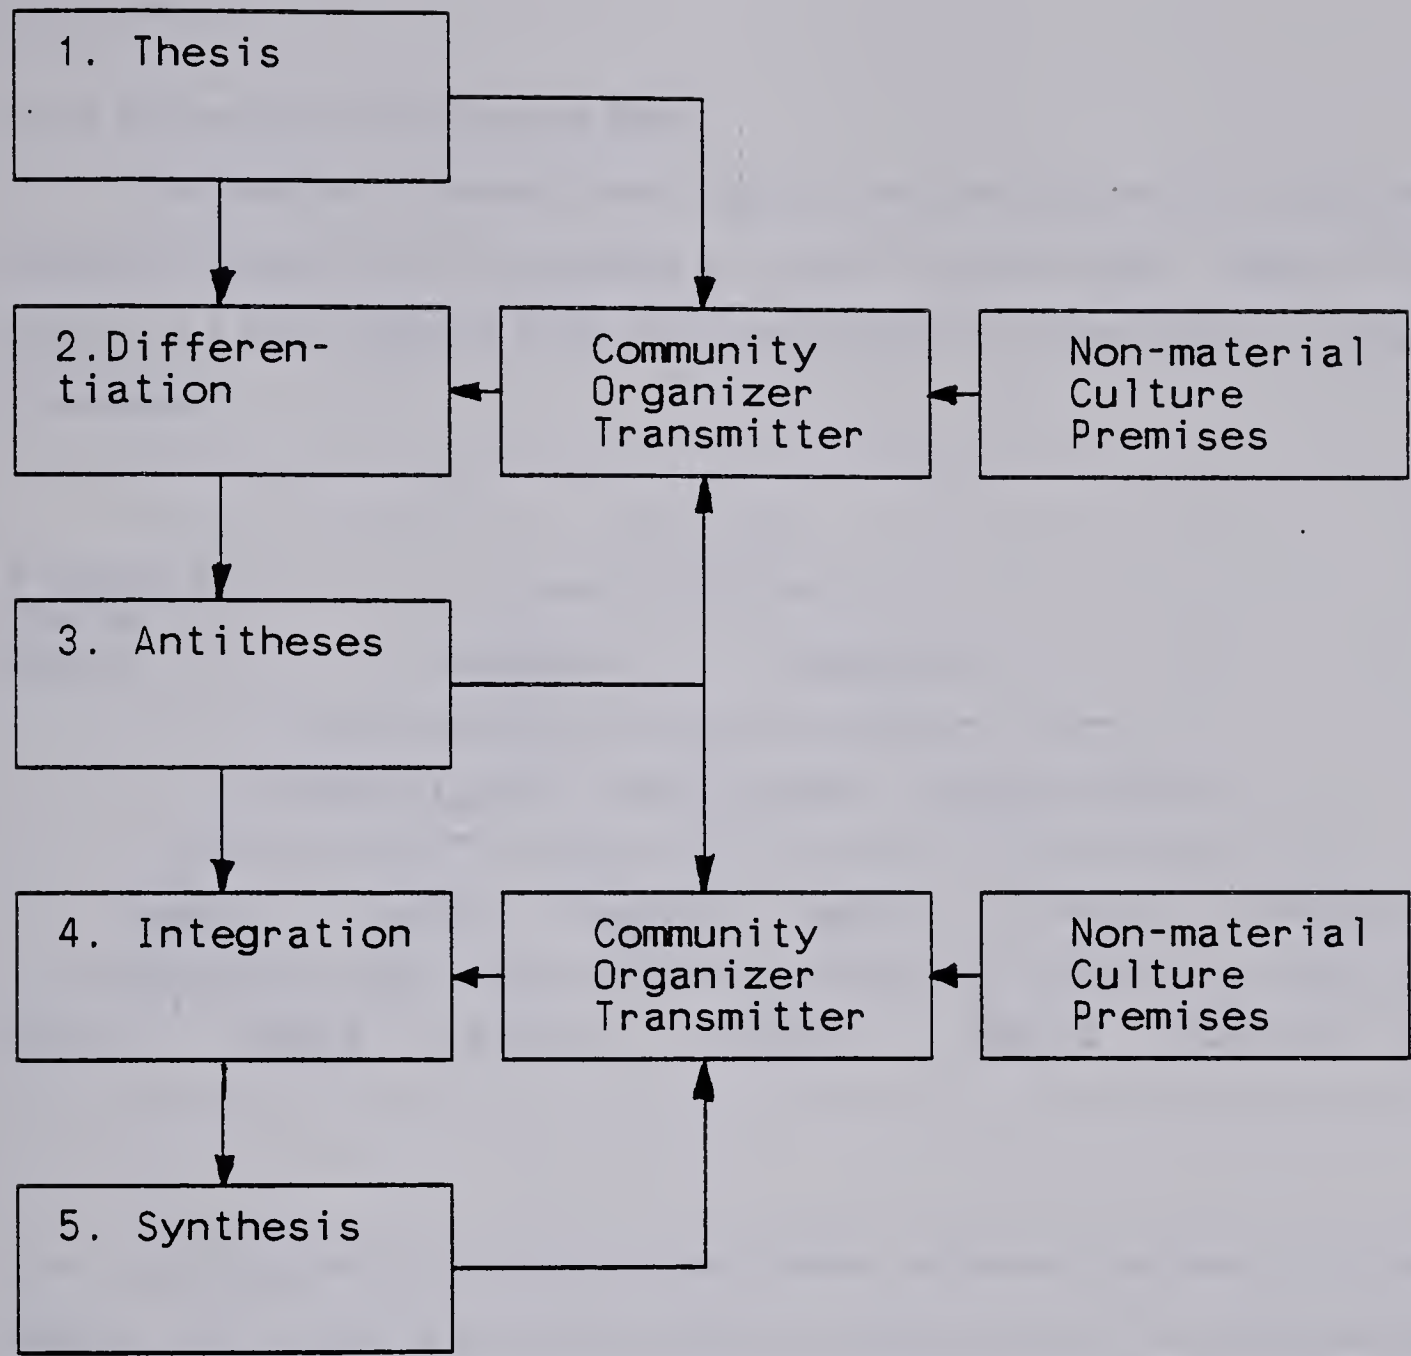 1. Thesis
2.Differen-
tiation
Community
Organizer
Transmitter
Non-material
Culture
Premises
3. Antitheses
4. Integration
Community
Organizer
Transmitter
Non-material
Culture
Premises
5. Synthesis